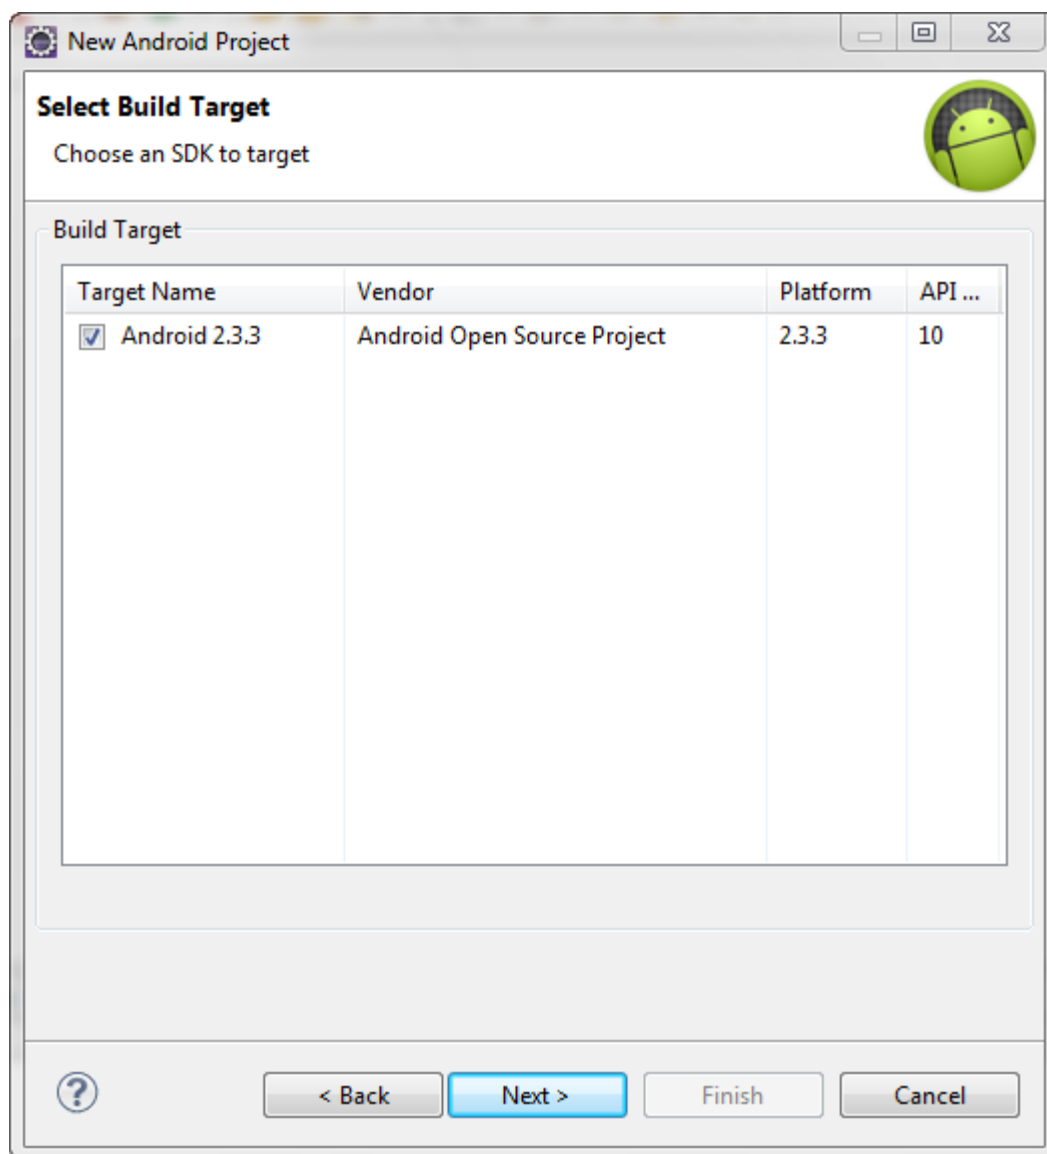 New Android Project
Select Build Target
Choose an SDK to target
Build Target
Target Name Vendor Platform API ...
Android 2.3.3 Android Open Source Project 2.3.3 10
? < Back Next > Finish Cancel